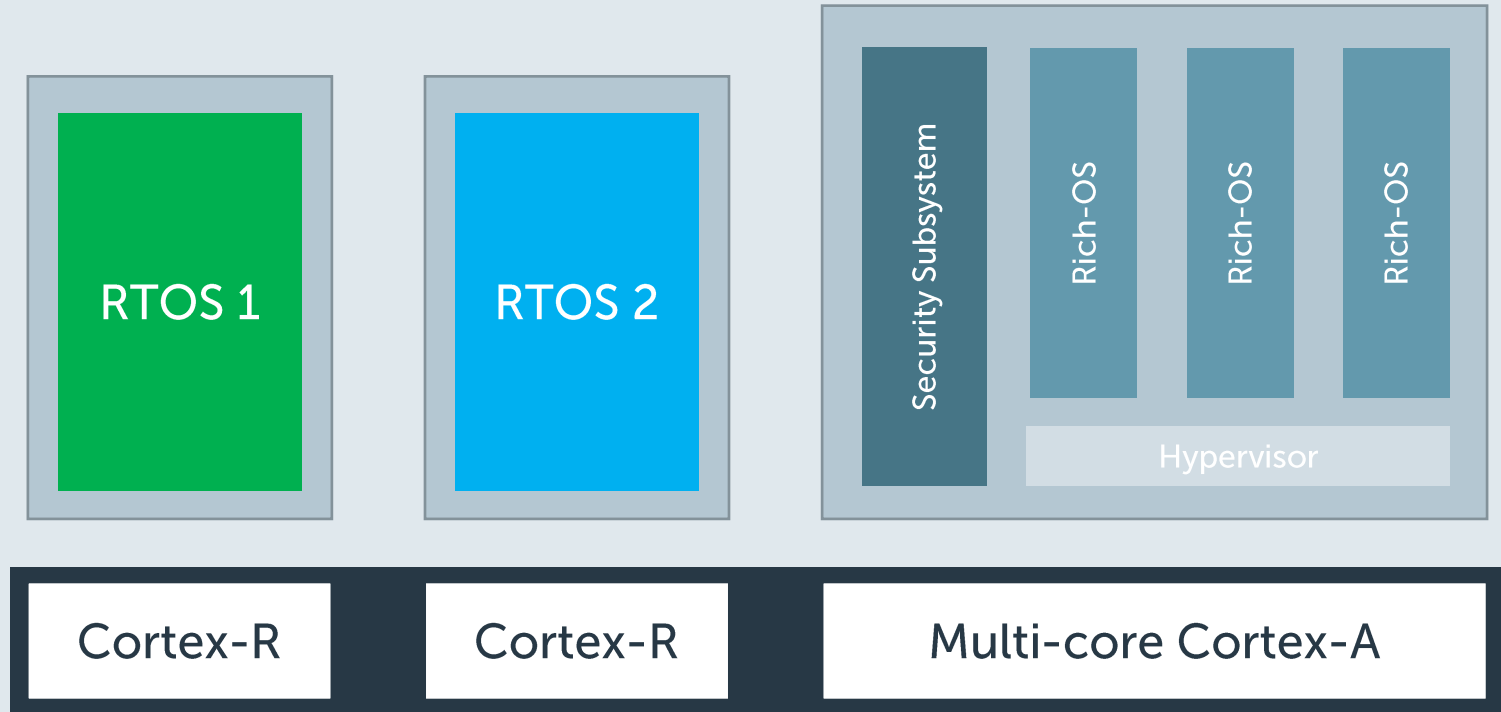 RTOS 1
RTOS 2
Security Subsystem
Rich-OS
Rich-OS
Rich-OS
Hypervisor
Cortex-R
Cortex-R
Multi-core Cortex-A